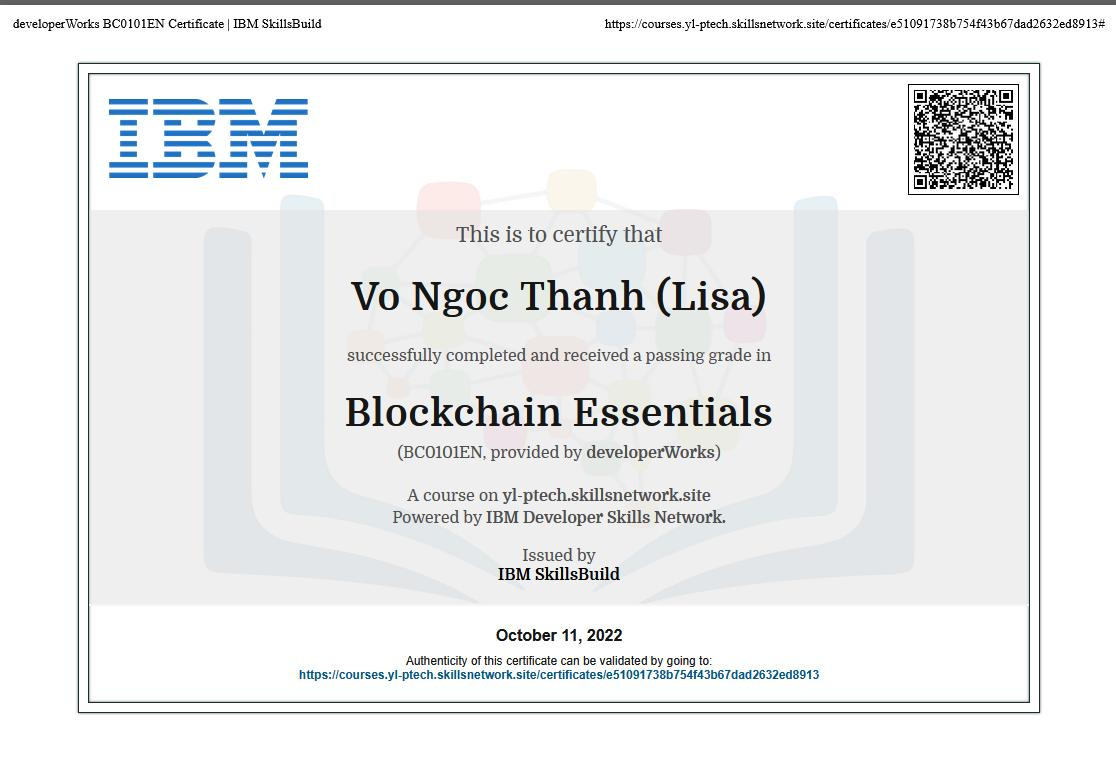 developerWorks BC0101EN Certificate | IBM SkillsBuild
https://courses.yl-ptech.skillsnetwork.site/certificates/e51091738b754f43b67dad2632ed8913#
IBM
This is to certify that
Vo Ngoc Thanh (Lisa)
successfully completed and received a passing grade in
Blockchain Essentials
(BC0101EN, provided by developerWorks)
A course on yl-ptech.skillsnetwork.site
Powered by IBM Developer Skills Network.
Issued by
IBM SkillsBuild
October 11, 2022
Authenticity of this certificate can be validated by going to:
https://courses.yl-ptech.skillsnetwork.site/certificates/e51091738b754f43b67dad2632ed8913